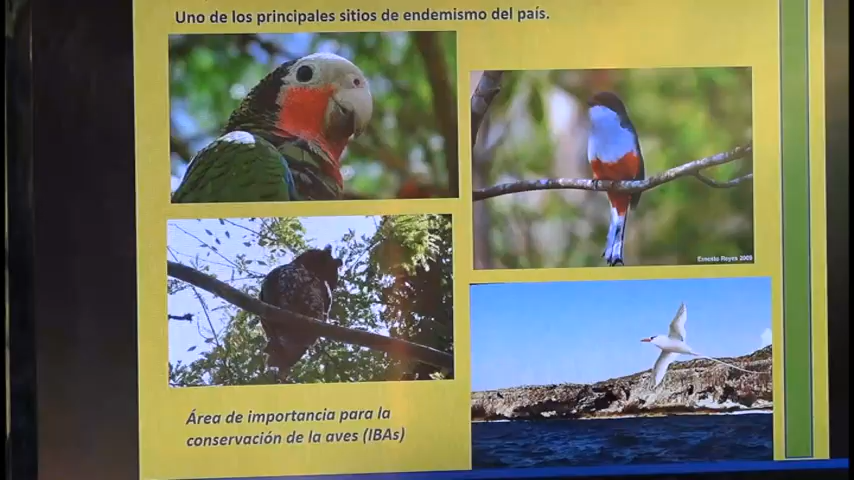 Uno de los principales sitios de endemismo del país.
Ernesto Reyes 2009
Área de importancia para la
conservación de la aves (IBAs)